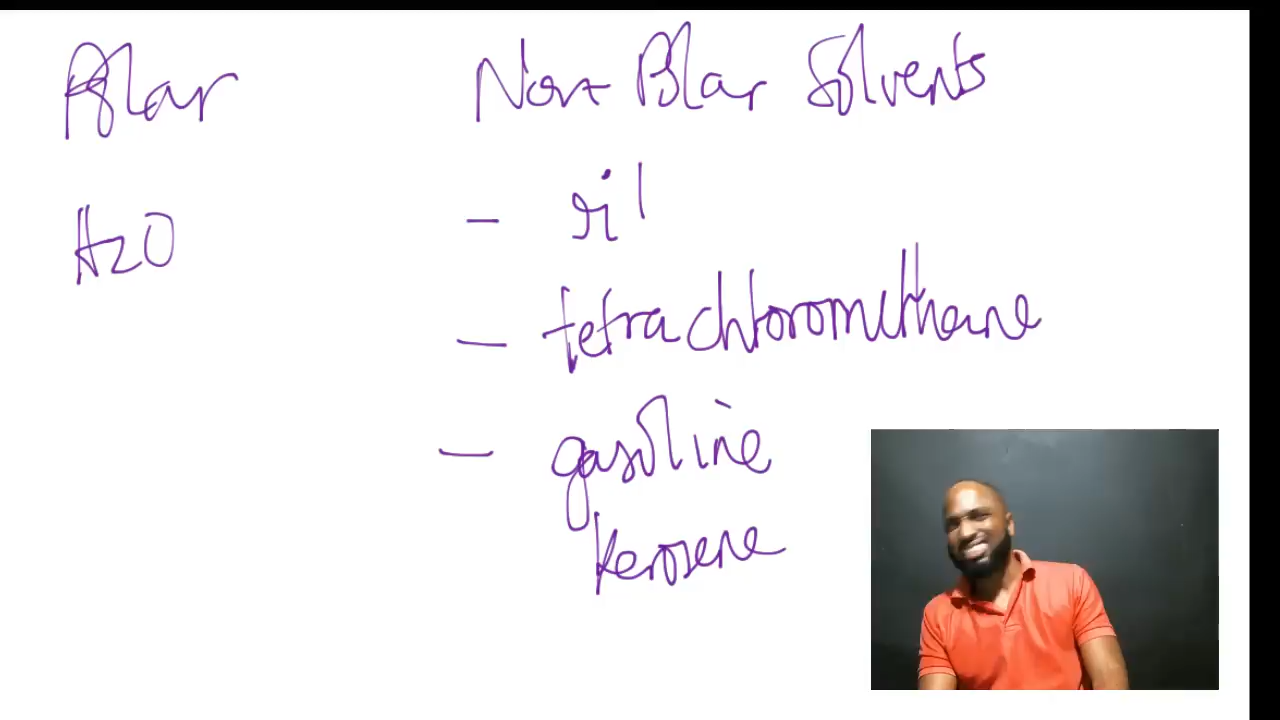 Polar
Non-Polar Solvents
H2O
- oil
- tetrachloromethane
- gasoline
kerosene